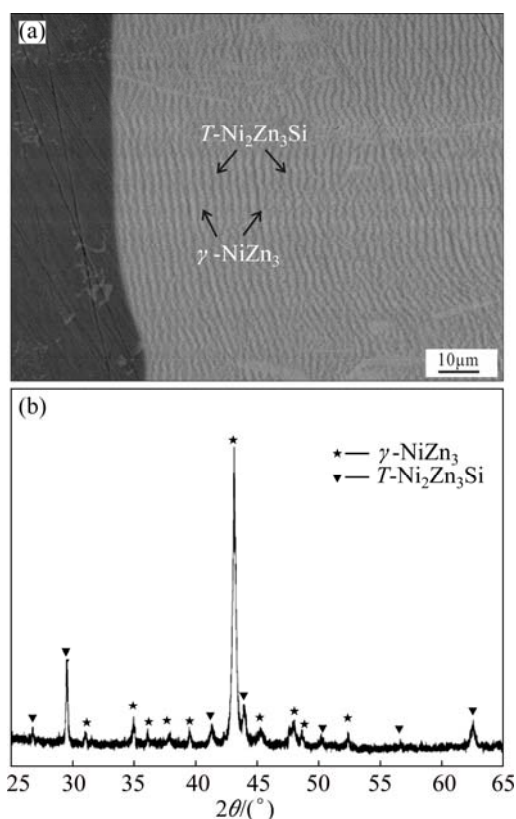 (a)
T-Ni₂Zn₃Si
γ -NiZn₃
10μm
(b)
★— γ -NiZn₃
▼— T-Ni₂Zn₃Si
25 30 35 40 45 50 55 60 65
2θ/(°)